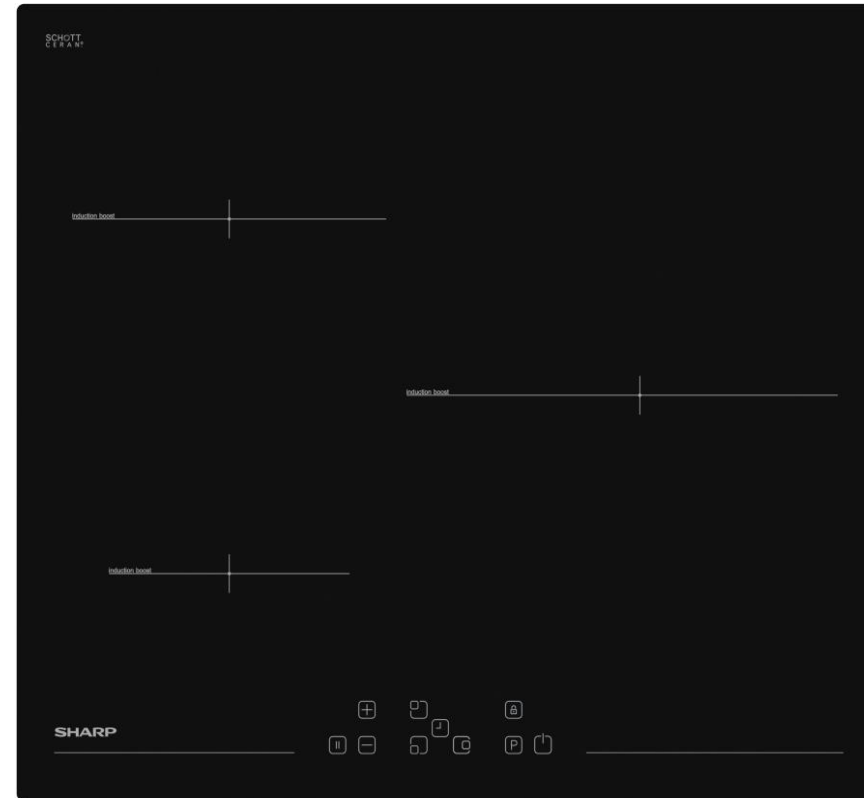 SCHOTT
CERAN®
Induction boost
Induction boost
Induction boost
SHARP
P